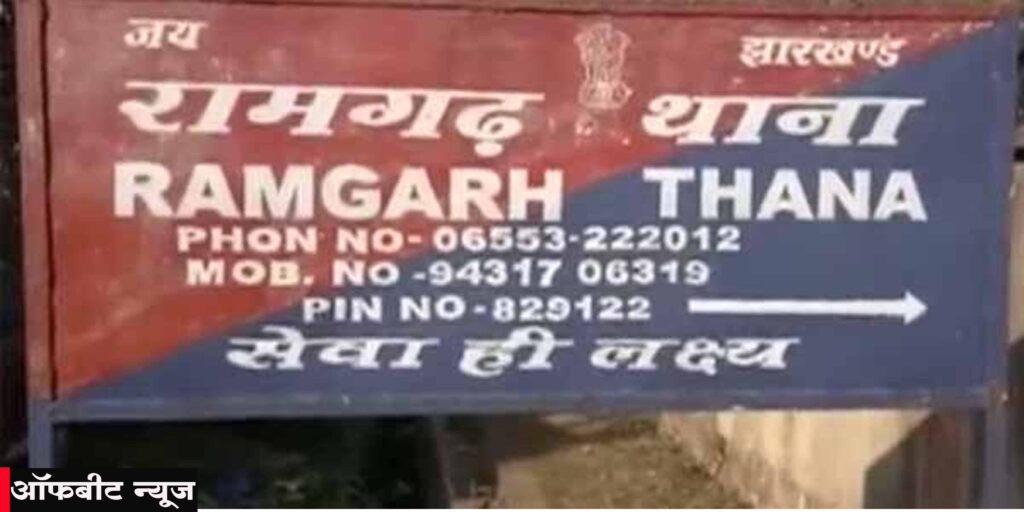 जय झारखण्ड
रामगढ़ थाना
RAMGARH THANA
PHON NO- 06553-222012
MOB. NO -94317 06319
PIN NO-829122
सेवा ही लक्ष्य
ऑफबीट न्यूज